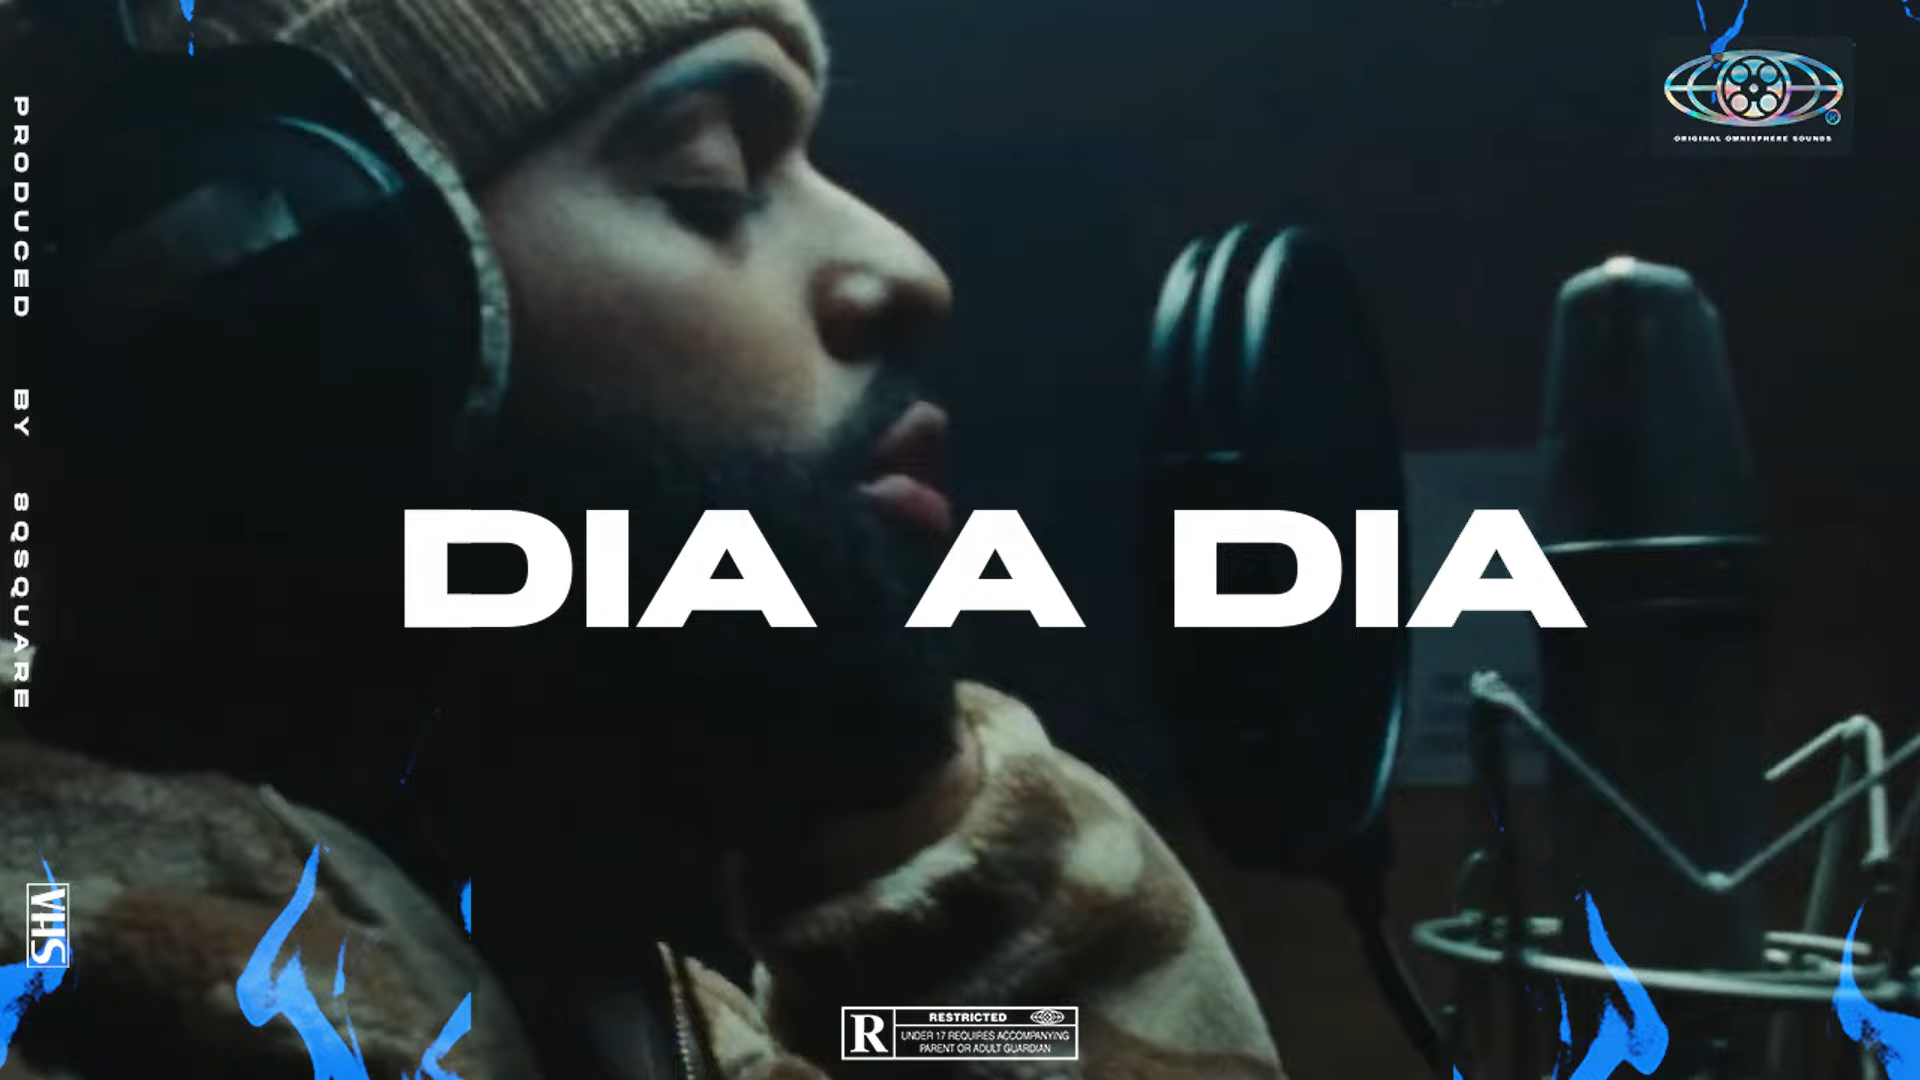 PRODUCED BY 8QSQUARE
ORIGINAL OMNISPHERE SOUNDS
R
DIA A DIA
VHS
R
RESTRICTED
UNDER 17 REQUIRES ACCOMPANYING
PARENT OR ADULT GUARDIAN